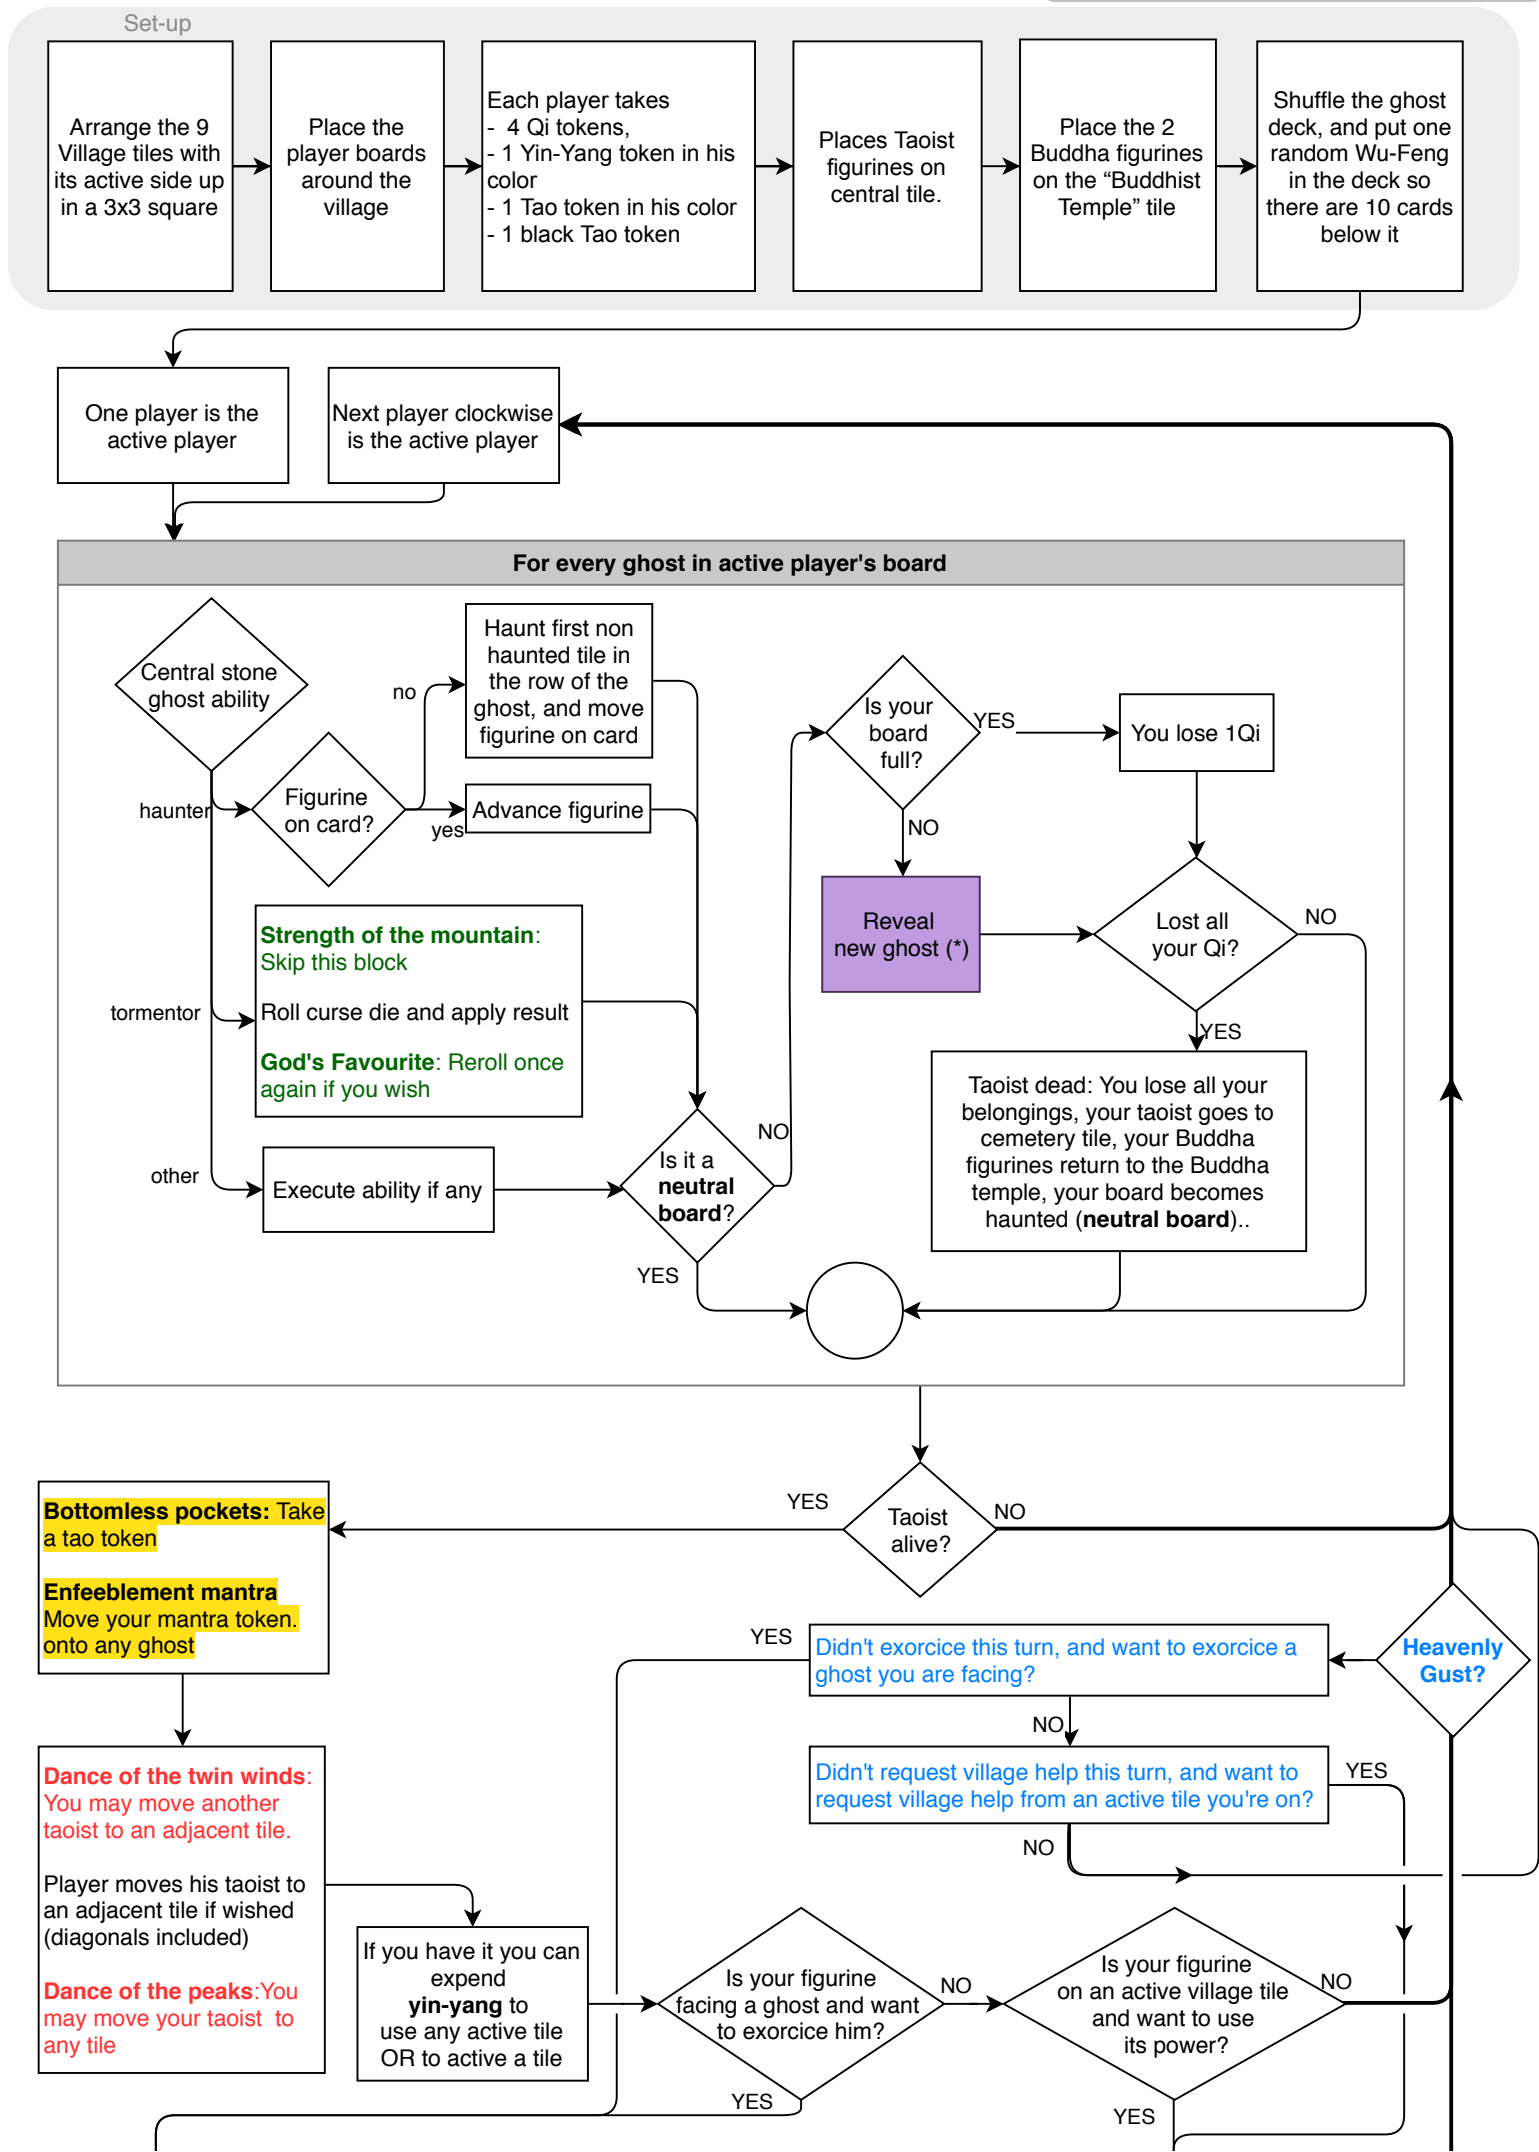 Set-up
Arrange the 9
Village tiles with
its active side up
in a 3x3 square
Place the
player boards
around the
village
Each player takes
-  4 Qi tokens,
- 1 Yin-Yang token in his
color
- 1 Tao token in his color
- 1 black Tao token
Places Taoist
figurines on
central tile.
Place the 2
Buddha figurines
on the “Buddhist
Temple” tile
Shuffle the ghost
deck, and put one
random Wu-Feng
in the deck so
there are 10 cards
below it
One player is the
active player
Next player clockwise
is the active player
For every ghost in active player's board
Central stone
ghost ability
haunter
Figurine
on card?
no
Haunt first non
haunted tile in
the row of the
ghost, and move
figurine on card
yes
Advance figurine
tormentor
Strength of the mountain:
Skip this block
Roll curse die and apply result
God's Favourite: Reroll once
again if you wish
other
Execute ability if any
Is it a
neutral
board?
NO
YES
Is your
board
full?
YES
You lose 1Qi
NO
Reveal
new ghost (*)
Lost all
your Qi?
NO
YES
Taoist dead: You lose all your
belongings, your taoist goes to
cemetery tile, your Buddha
figurines return to the Buddha
temple, your board becomes
haunted (neutral board)..
Taoist
alive?
YES
NO
Bottomless pockets: Take
a tao token
Enfeeblement mantra
Move your mantra token.
onto any ghost
Heavenly
Gust?
YES
Didn't exorcice this turn, and want to exorcice a
ghost you are facing?
NO
Didn't request village help this turn, and want to
request village help from an active tile you're on?
YES
NO
Dance of the twin winds:
You may move another
taoist to an adjacent tile.
Player moves his taoist to
an adjacent tile if wished
(diagonals included)
Dance of the peaks:You
may move your taoist  to
any tile
If you have it you can
expend
yin-yang to
use any active tile
OR to active a tile
Is your figurine
facing a ghost and want
to exorcice him?
NO
YES
Is your figurine
on an active village tile
and want to use
its power?
NO
YES